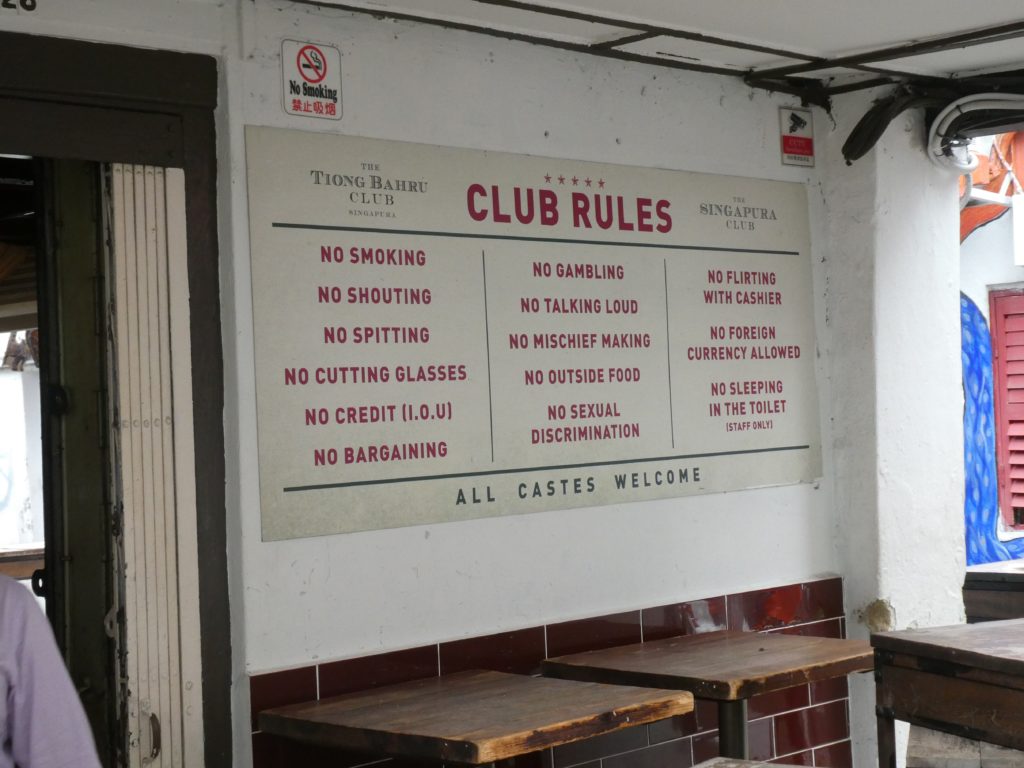 28
No Smoking
禁止吸烟
CCTV
THE
TIONG BAHRU
CLUB
SINGAPURA
★★★★★
CLUB RULES
THE
SINGAPURA
CLUB
NO SMOKING
NO SHOUTING
NO SPITTING
NO CUTTING GLASSES
NO CREDIT (I.O.U)
NO BARGAINING
NO GAMBLING
NO TALKING LOUD
NO MISCHIEF MAKING
NO OUTSIDE FOOD
NO SEXUAL
DISCRIMINATION
NO FLIRTING
WITH CASHIER
NO FOREIGN
CURRENCY ALLOWED
NO SLEEPING
IN THE TOILET
(STAFF ONLY)
ALL CASTES WELCOME